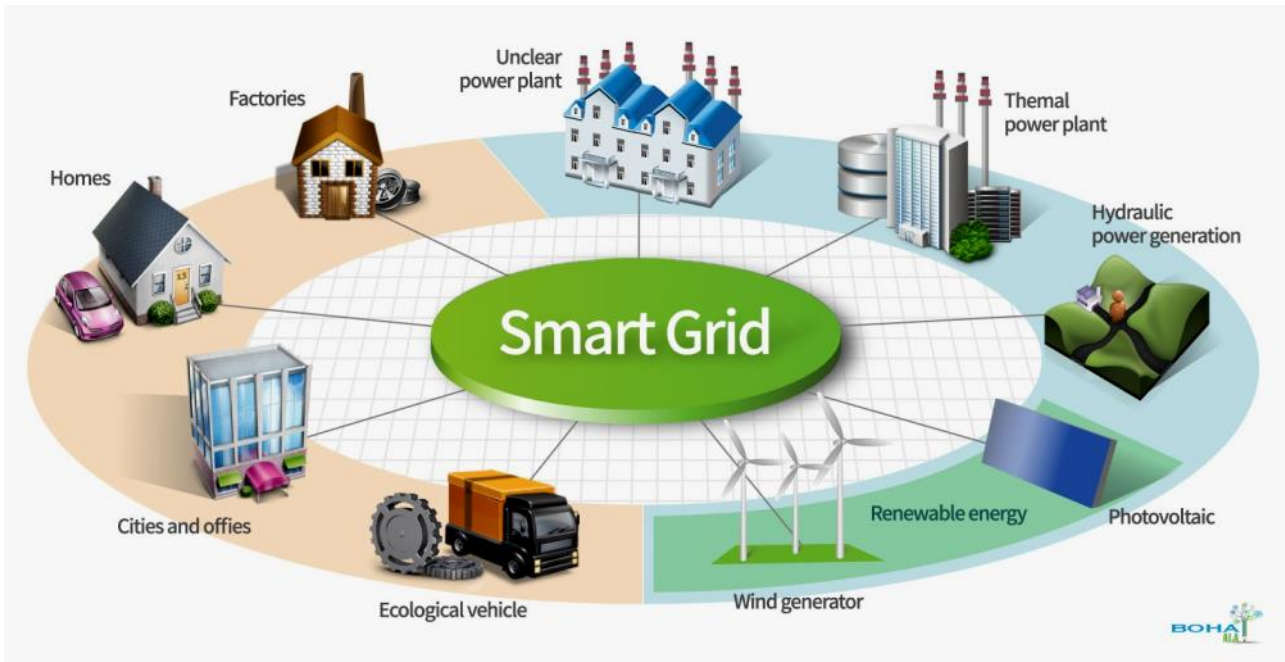 Unclear
power plant
Factories
Themal
power plant
Homes
Hydraulic
power generation
Smart Grid
Renewable energy
Photovoltaic
Cities and offies
Wind generator
Ecological vehicle
BOHA
ALA